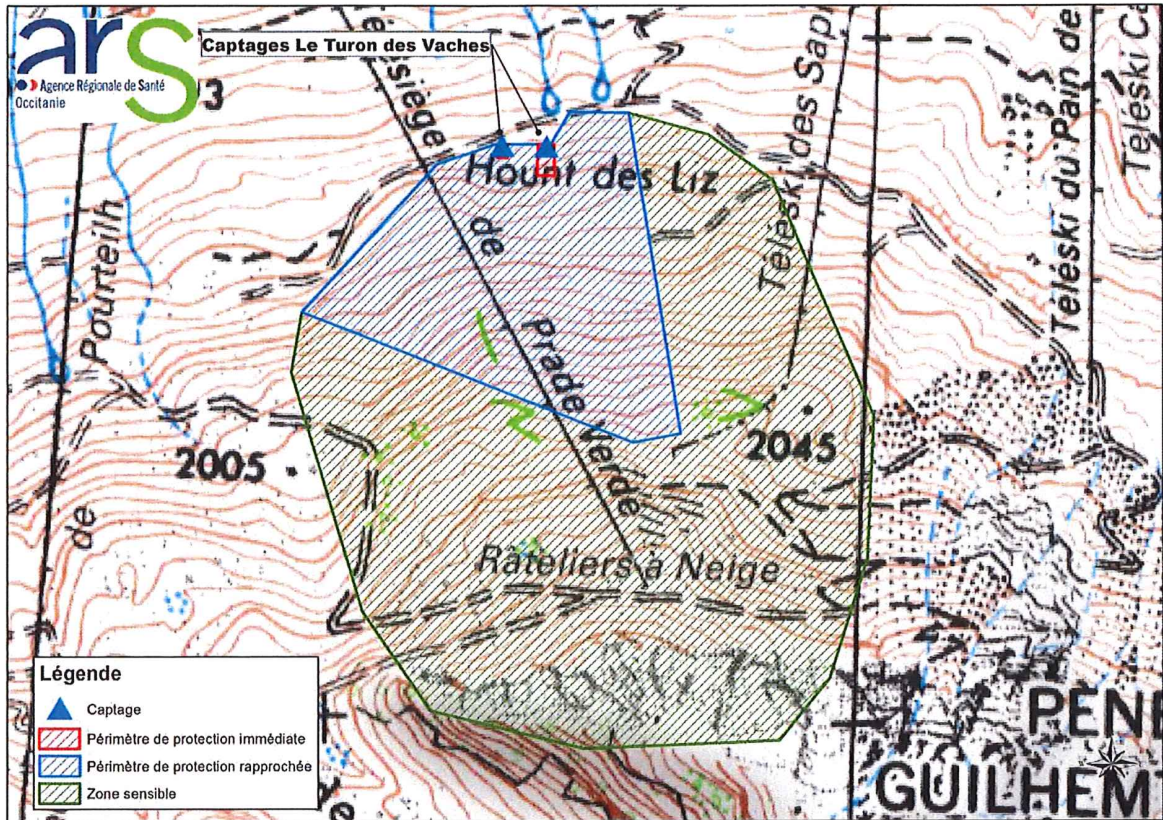 ars
Agence Régionale de Santé
Occitanie
3
Captages Le Turon des Vaches
Hount des Liz
Téléski des Sap
Téléski du Pain de
Téléski Ca
siège de Prade Verde
de Pourteilh
2005
2045
Râteliers à Neige
PENE
GUILHEM
Légende
Captage
Périmètre de protection immédiate
Périmètre de protection rapprochée
Zone sensible